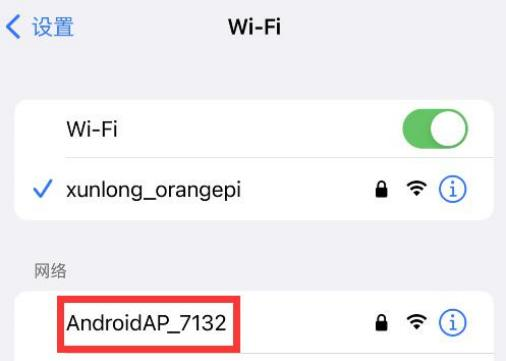 设置
Wi-Fi
Wi-Fi
xunlong_orangepi
网络
AndroidAP_7132